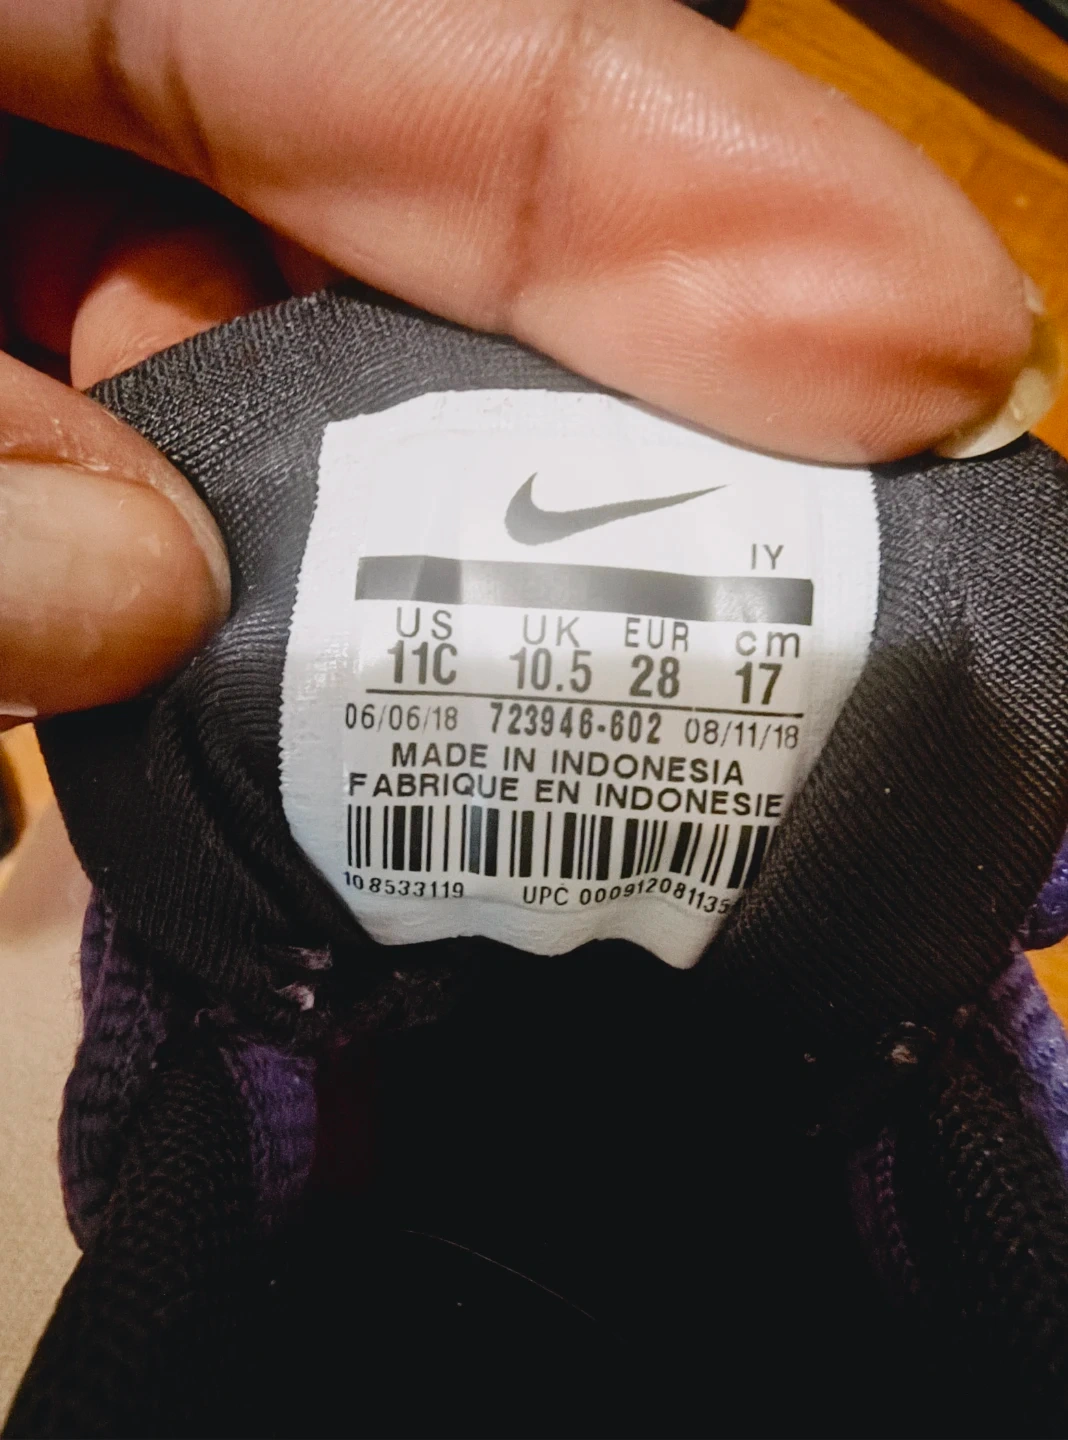 IY
US UK EUR cm
11C 10.5 28 17
06/06/18 723946-602 08/11/18
MADE IN INDONESIA
FABRIQUE EN INDONESIE
108533119 UPC